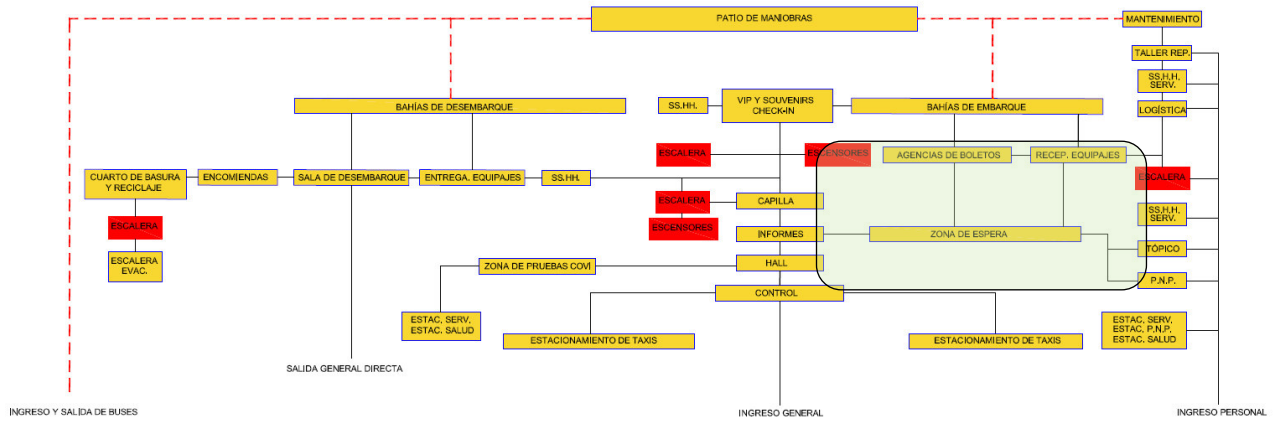 PATIO DE MANIOBRAS
MANTENIMIENTO
TALLER REP.
SS.H.H.
SERV.
BAHÍAS DE DESEMBARQUE
SS.HH.
VIP Y SOUVENIRS
CHECK-IN
BAHÍAS DE EMBARQUE
LOGÍSTICA
ESCALERA
ESCENSORES
AGENCIAS DE BOLETOS
RECEP. EQUIPAJES
CUARTO DE BASURA
Y RECICLAJE
ENCOMIENDAS
SALA DE DESEMBARQUE
ENTREGA. EQUIPAJES
SS.HH.
ESCALERA
ESCALERA
CAPILLA
ESCALERA
ESCENSORES
SS.H.H.
SERV.
INFORMES
ZONA DE ESPERA
TÓPICO
ESCALERA
EVAC.
ZONA DE PRUEBAS COVI
HALL
P.N.P.
CONTROL
ESTAC. SERV.
ESTAC. SALUD
ESTACIONAMIENTO DE TAXIS
ESTACIONAMIENTO DE TAXIS
ESTAC. SERV.
ESTAC. P.N.P.
ESTAC. SALUD
SALIDA GENERAL DIRECTA
INGRESO Y SALIDA DE BUSES
INGRESO GENERAL
INGRESO PERSONAL